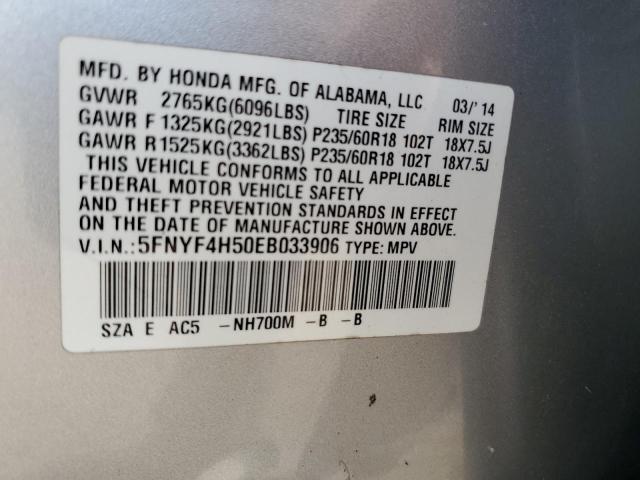 MFD. BY HONDA MFG. OF ALABAMA, LLC 03/'14
GVWR 2765KG(6096LBS) TIRE SIZE RIM SIZE
GAWR F 1325KG(2921LBS) P235/60R18 102T 18X7.5J
GAWR R 1525KG(3362LBS) P235/60R18 102T 18X7.5J
THIS VEHICLE CONFORMS TO ALL APPLICABLE
FEDERAL MOTOR VEHICLE SAFETY
AND THEFT PREVENTION STANDARDS IN EFFECT
ON THE DATE OF MANUFACTURE SHOWN ABOVE.
V.I.N.:5FNYF4H50EB033906 TYPE: MPV
SZA E AC5 -NH700M -B -B